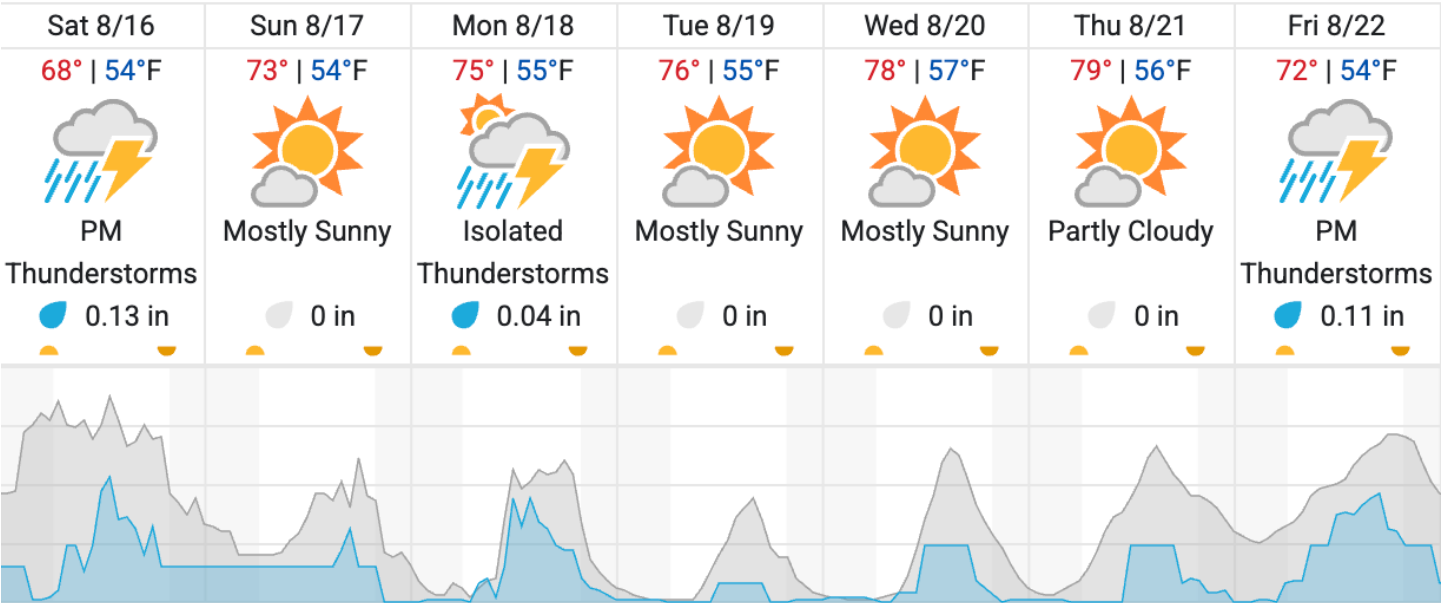 Sat 8/16 Sun 8/17 Mon 8/18 Tue 8/19 Wed 8/20 Thu 8/21 Fri 8/22
68° | 54°F 73° | 54°F 75° | 55°F 76° | 55°F 78° | 57°F 79° | 56°F 72° | 54°F
PM Mostly Sunny Isolated Mostly Sunny Mostly Sunny Partly Cloudy PM
Thunderstorms Thunderstorms Thunderstorms
0.13 in 0 in 0.04 in 0 in 0 in 0 in 0.11 in